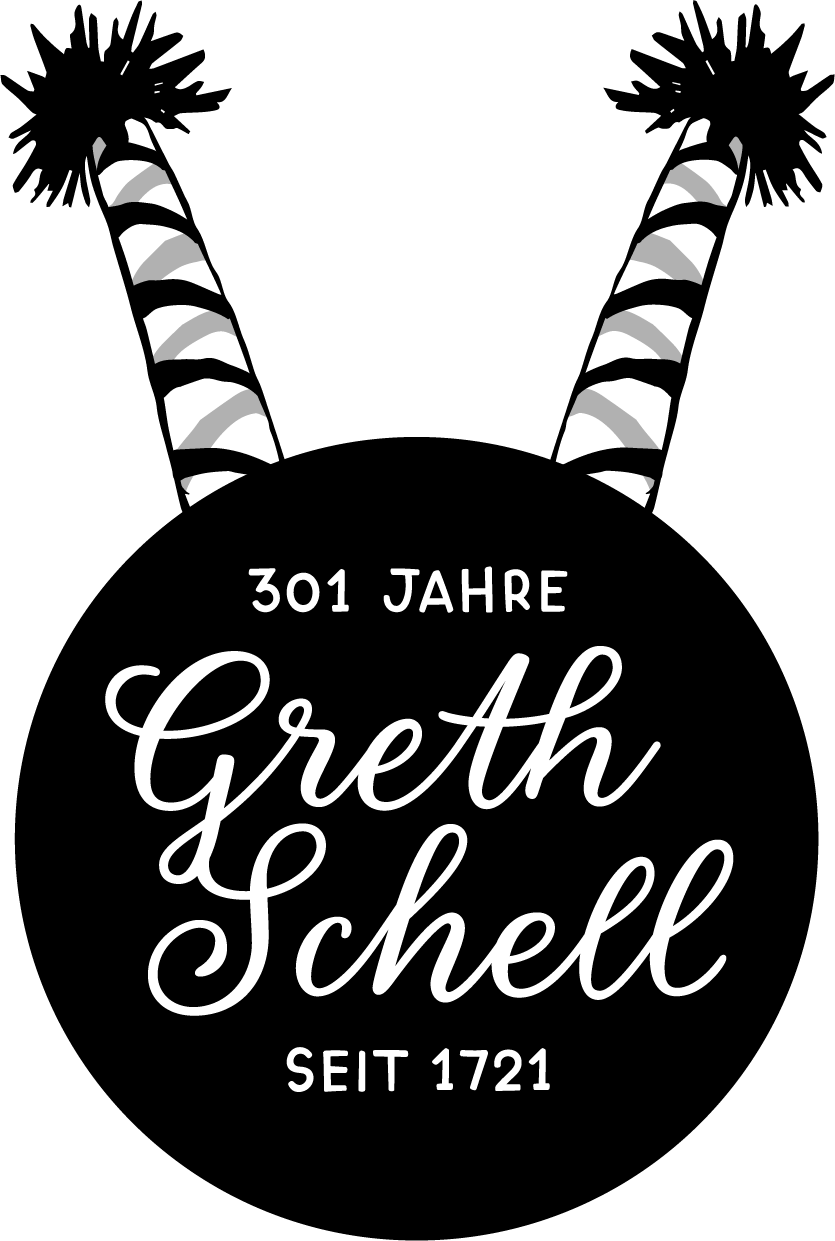 301 JAHRE
Greth
Schell
SEIT 1721